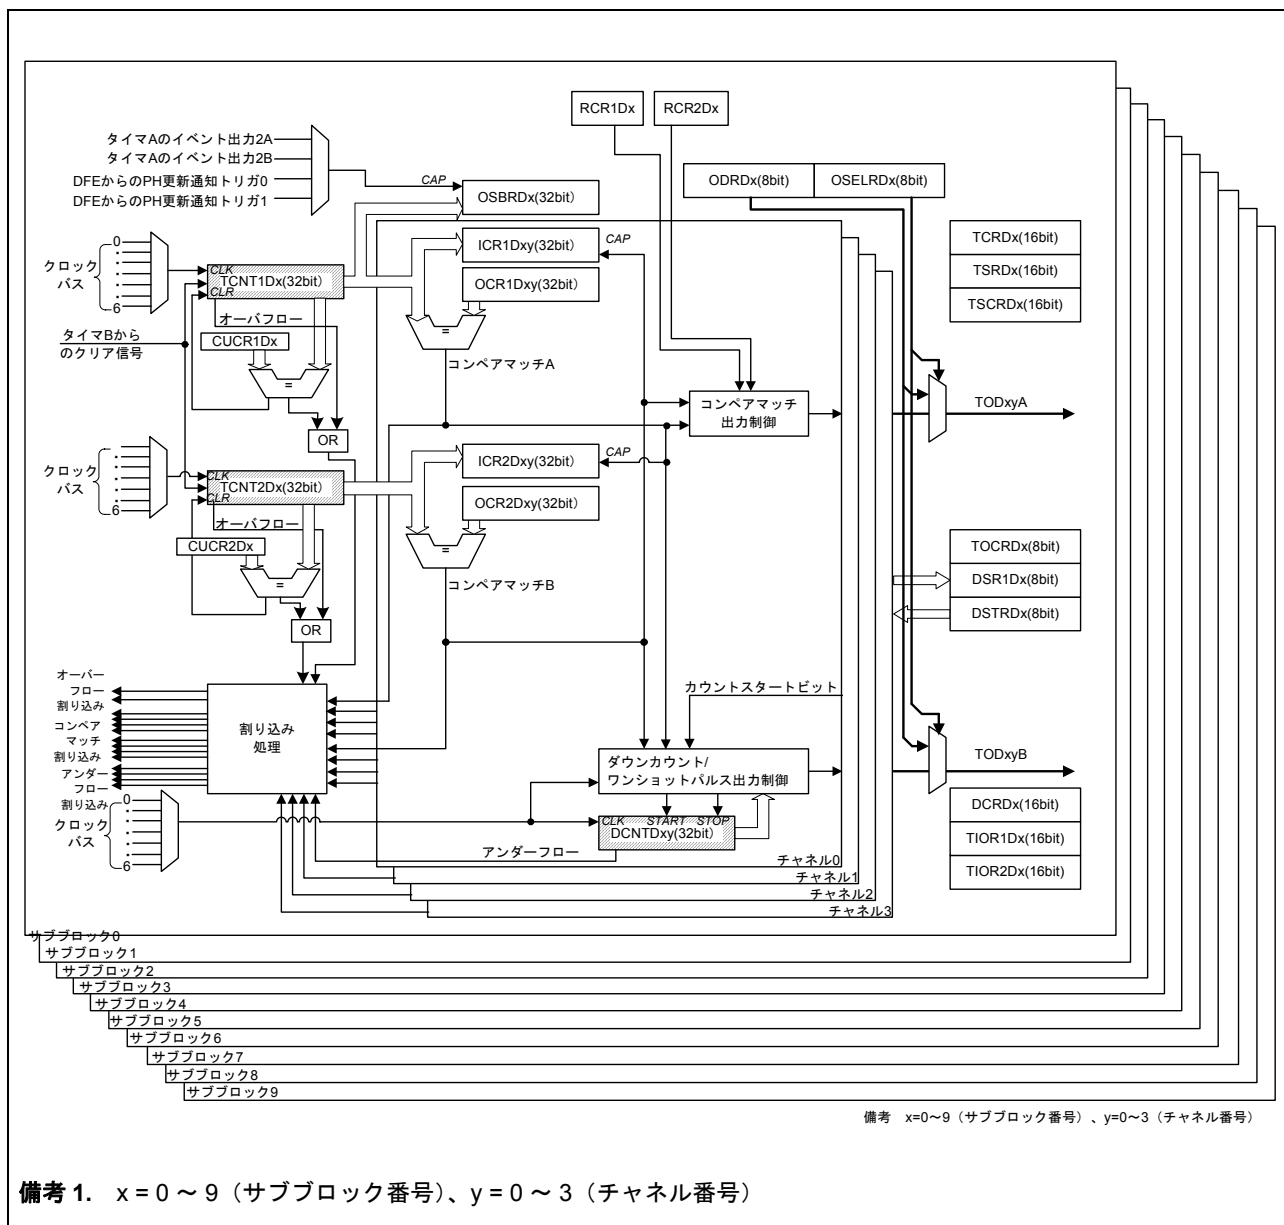 RCR1Dx
RCR2Dx
タイマAのイベント出力2A
タイマAのイベント出力2B
DFEからのPH更新通知トリガ0
DFEからのPH更新通知トリガ1
CAP
OSBRDx(32bit)
ODRDx(8bit)
OSELRDx(8bit)
TCRDx(16bit)
TSRDx(16bit)
TSCRDx(16bit)
0
クロック
バス
6
CLK
TCNT1Dx(32bit)
CLR
ICR1Dxy(32bit)
CAP
OCR1Dxy(32bit)
=
コンペアマッチA
オーバフロー
CUCR1Dx
=
OR
タイマBから
のクリア信号
コンペアマッチ
出力制御
TODxyA
クロック
バス
6
CLK
TCNT2Dx(32bit)
CLR
ICR2Dxy(32bit)
CAP
OCR2Dxy(32bit)
=
コンペアマッチB
オーバフロー
CUCR2Dx
=
OR
TOCRDx(8bit)
DSR1Dx(8bit)
DSTRDx(8bit)
オーバー
フロー
割り込み
コンペア
マッチ
割り込み
アンダー
フロー
割り込み
割り込み
処理
カウントスタートビット
ダウンカウント/
ワンショットパルス出力制御
TODxyB
0
クロック
バス
6
CLK
START
STOP
DCNTDxy(32bit)
アンダーフロー
DCRDx(16bit)
TIOR1Dx(16bit)
TIOR2Dx(16bit)
チャネル0
チャネル1
チャネル2
チャネル3
サブブロック0
サブブロック1
サブブロック2
サブブロック3
サブブロック4
サブブロック5
サブブロック6
サブブロック7
サブブロック8
サブブロック9
備考 x=0～9（サブブロック番号）、y=0～3（チャネル番号）
備考 1. x = 0 ～ 9（サブブロック番号）、y = 0 ～ 3（チャネル番号）